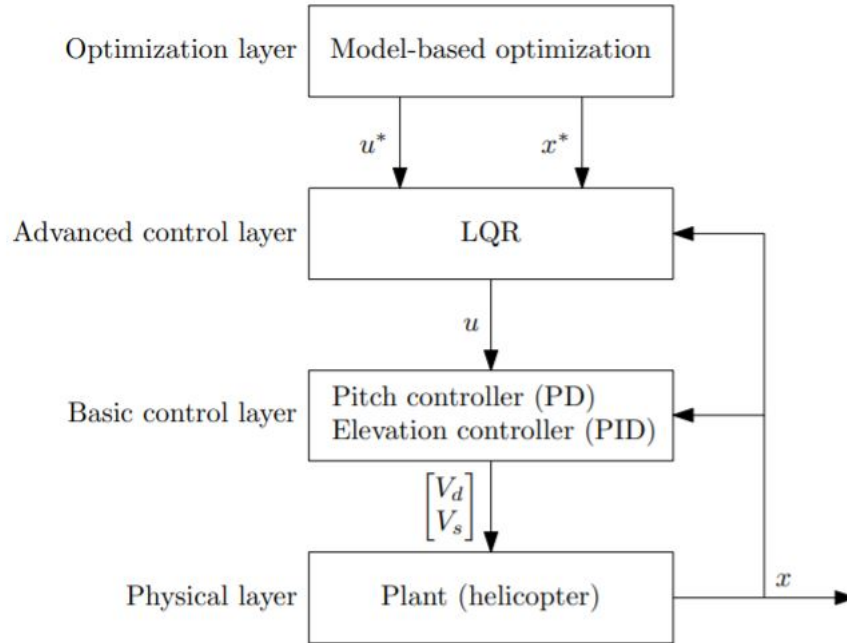 Optimization layer
Model-based optimization
u*
x*
Advanced control layer
LQR
u
Basic control layer
Pitch controller (PD)
Elevation controller (PID)
V_d
V_s
Physical layer
Plant (helicopter)
x